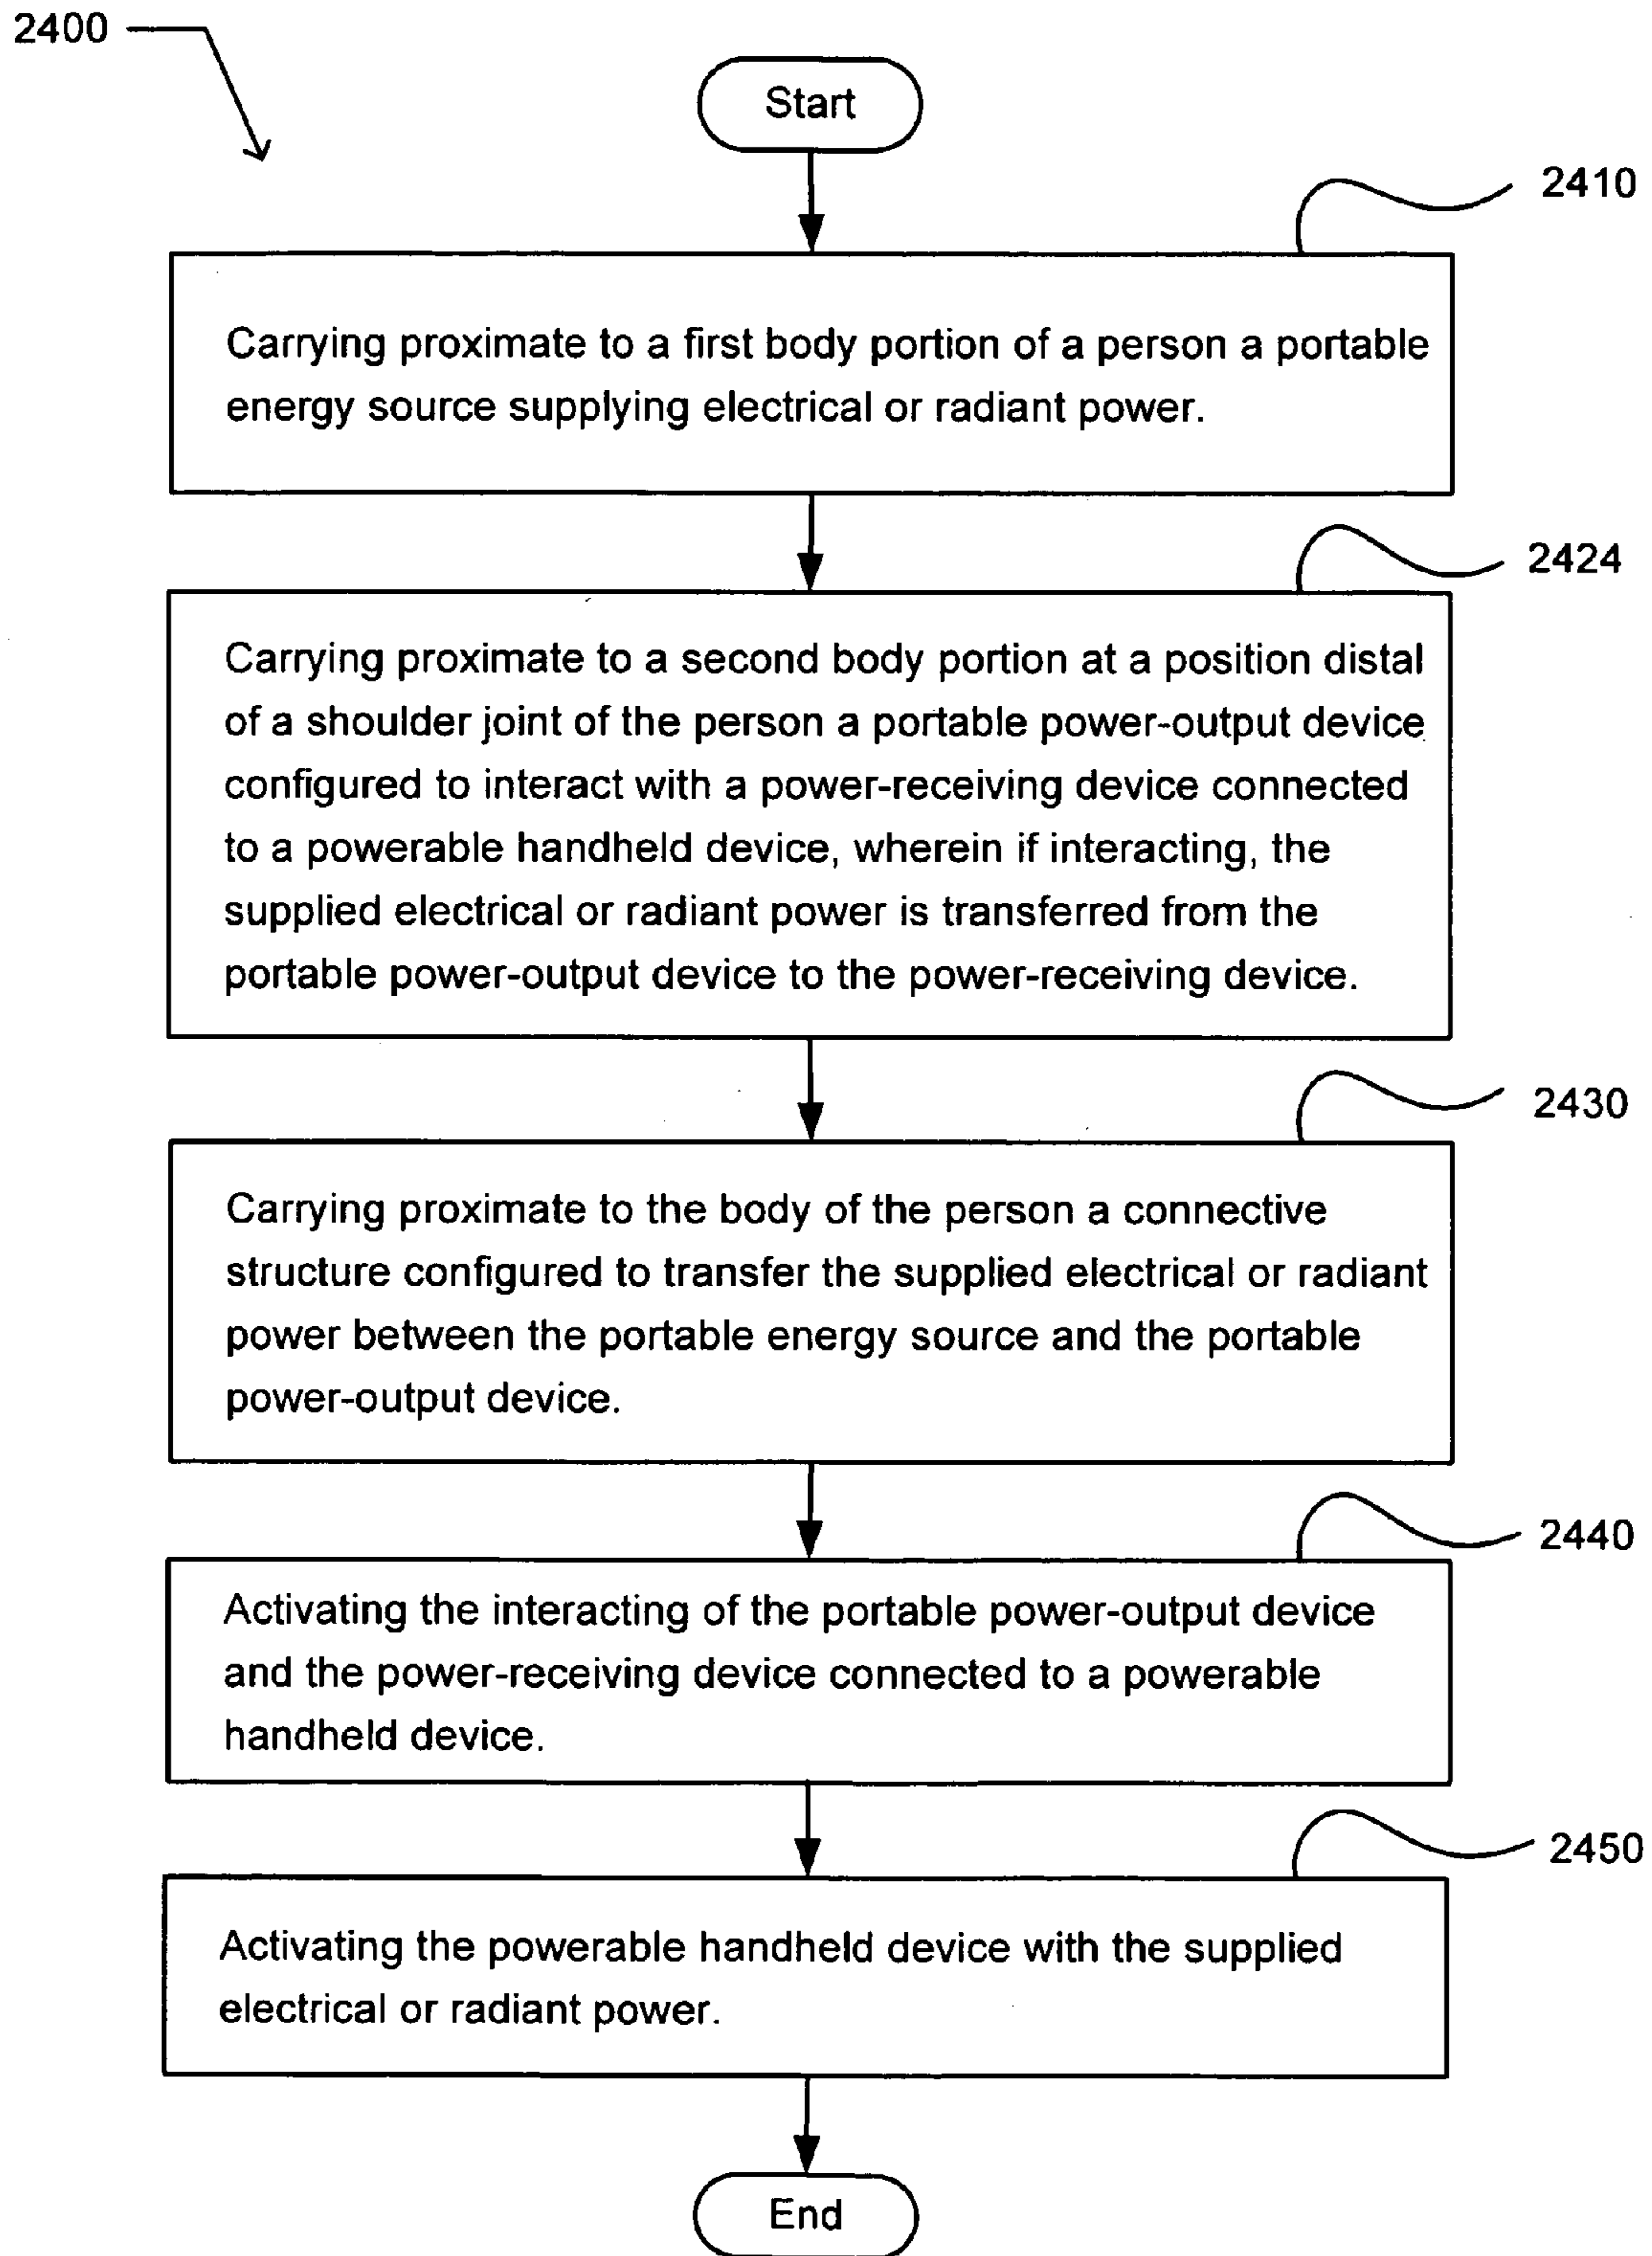 2400
Start
2410
Carrying proximate to a first body portion of a person a portable
energy source supplying electrical or radiant power.
2424
Carrying proximate to a second body portion at a position distal
of a shoulder joint of the person a portable power-output device
configured to interact with a power-receiving device connected
to a powerable handheld device, wherein if interacting, the
supplied electrical or radiant power is transferred from the
portable power-output device to the power-receiving device.
2430
Carrying proximate to the body of the person a connective
structure configured to transfer the supplied electrical or radiant
power between the portable energy source and the portable
power-output device.
2440
Activating the interacting of the portable power-output device
and the power-receiving device connected to a powerable
handheld device.
2450
Activating the powerable handheld device with the supplied
electrical or radiant power.
End